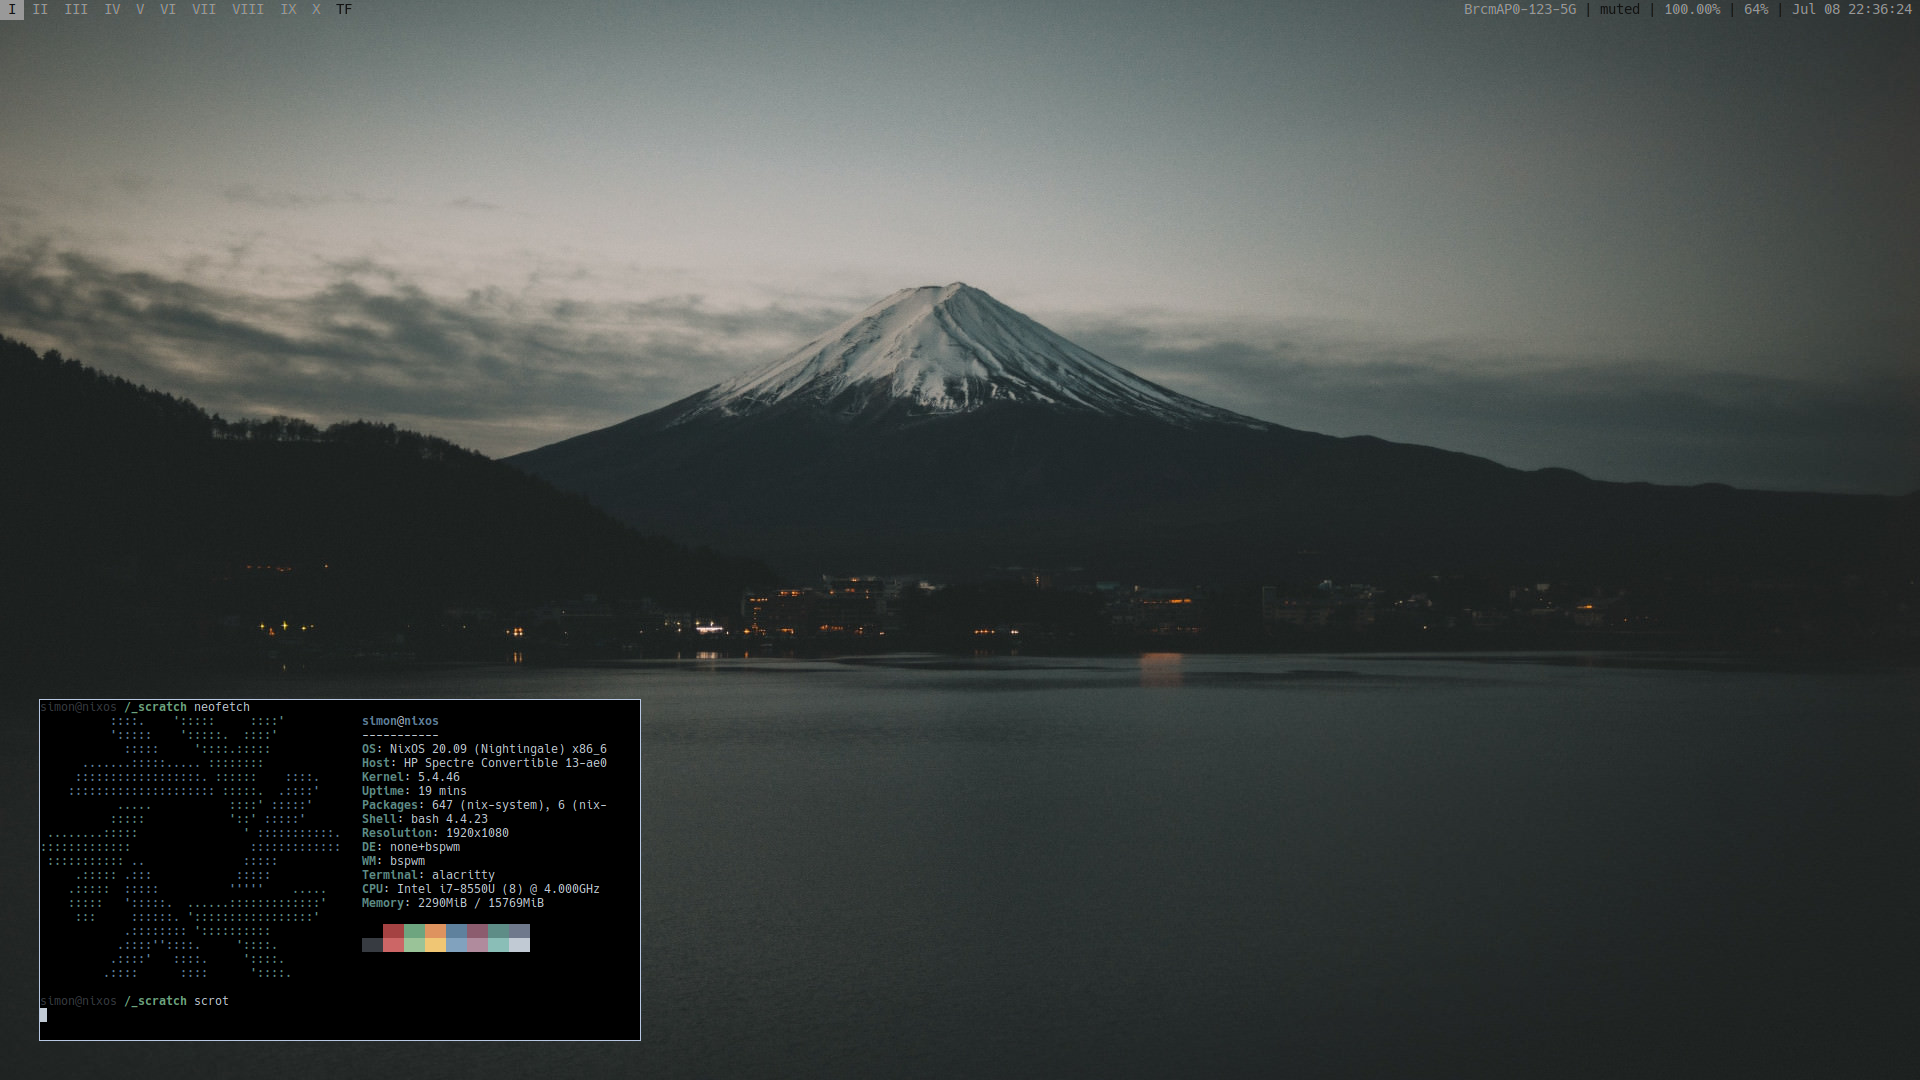 I II III IV V VI VII VIII IX X TF
BrcmAP0-123-5G | muted | 100.00% | 64% | Jul 08 22:36:24
simon@nixos /_scratch neofetch
simon@nixos
-----------
OS: NixOS 20.09 (Nightingale) x86_6
Host: HP Spectre Convertible 13-ae0
Kernel: 5.4.46
Uptime: 19 mins
Packages: 647 (nix-system), 6 (nix-
Shell: bash 4.4.23
Resolution: 1920x1080
DE: none+bspwm
WM: bspwm
Terminal: alacritty
CPU: Intel i7-8550U (8) @ 4.000GHz
Memory: 2290MiB / 15769MiB
simon@nixos /_scratch scrot